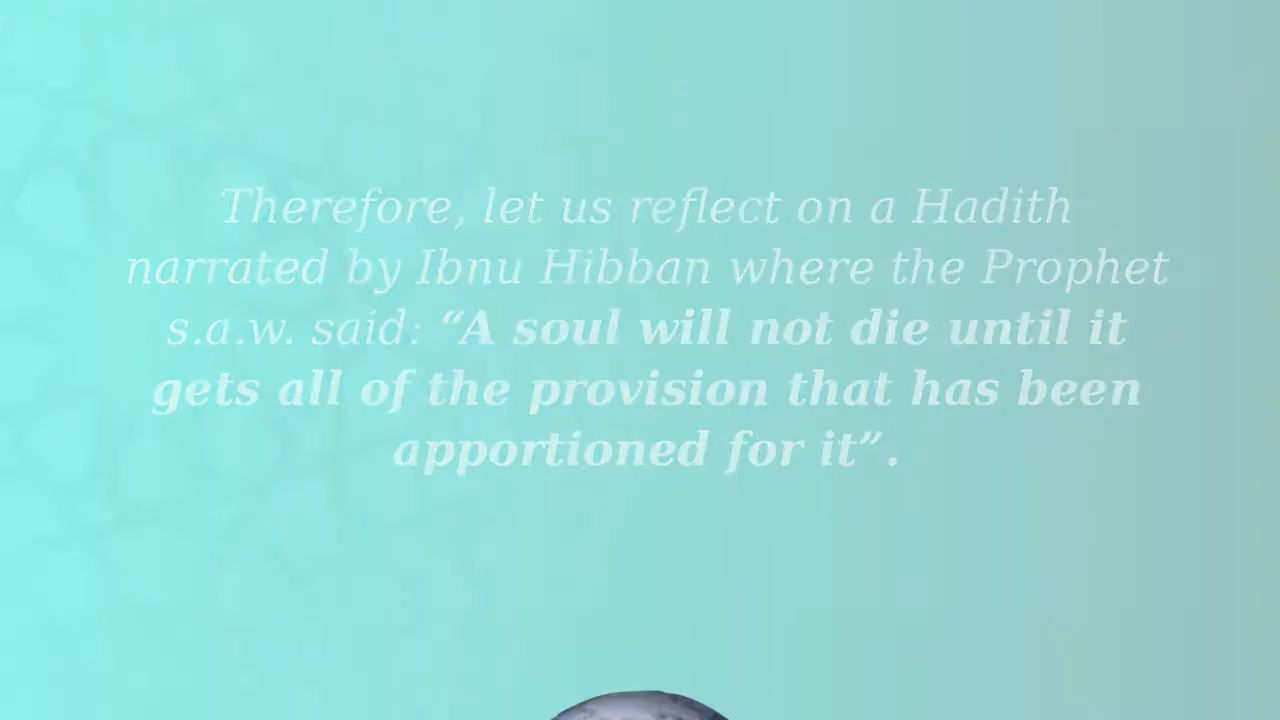 Therefore, let us reflect on a Hadith
narrated by Ibnu Hibban where the Prophet
s.a.w. said: “A soul will not die until it
gets all of the provision that has been
apportioned for it”.